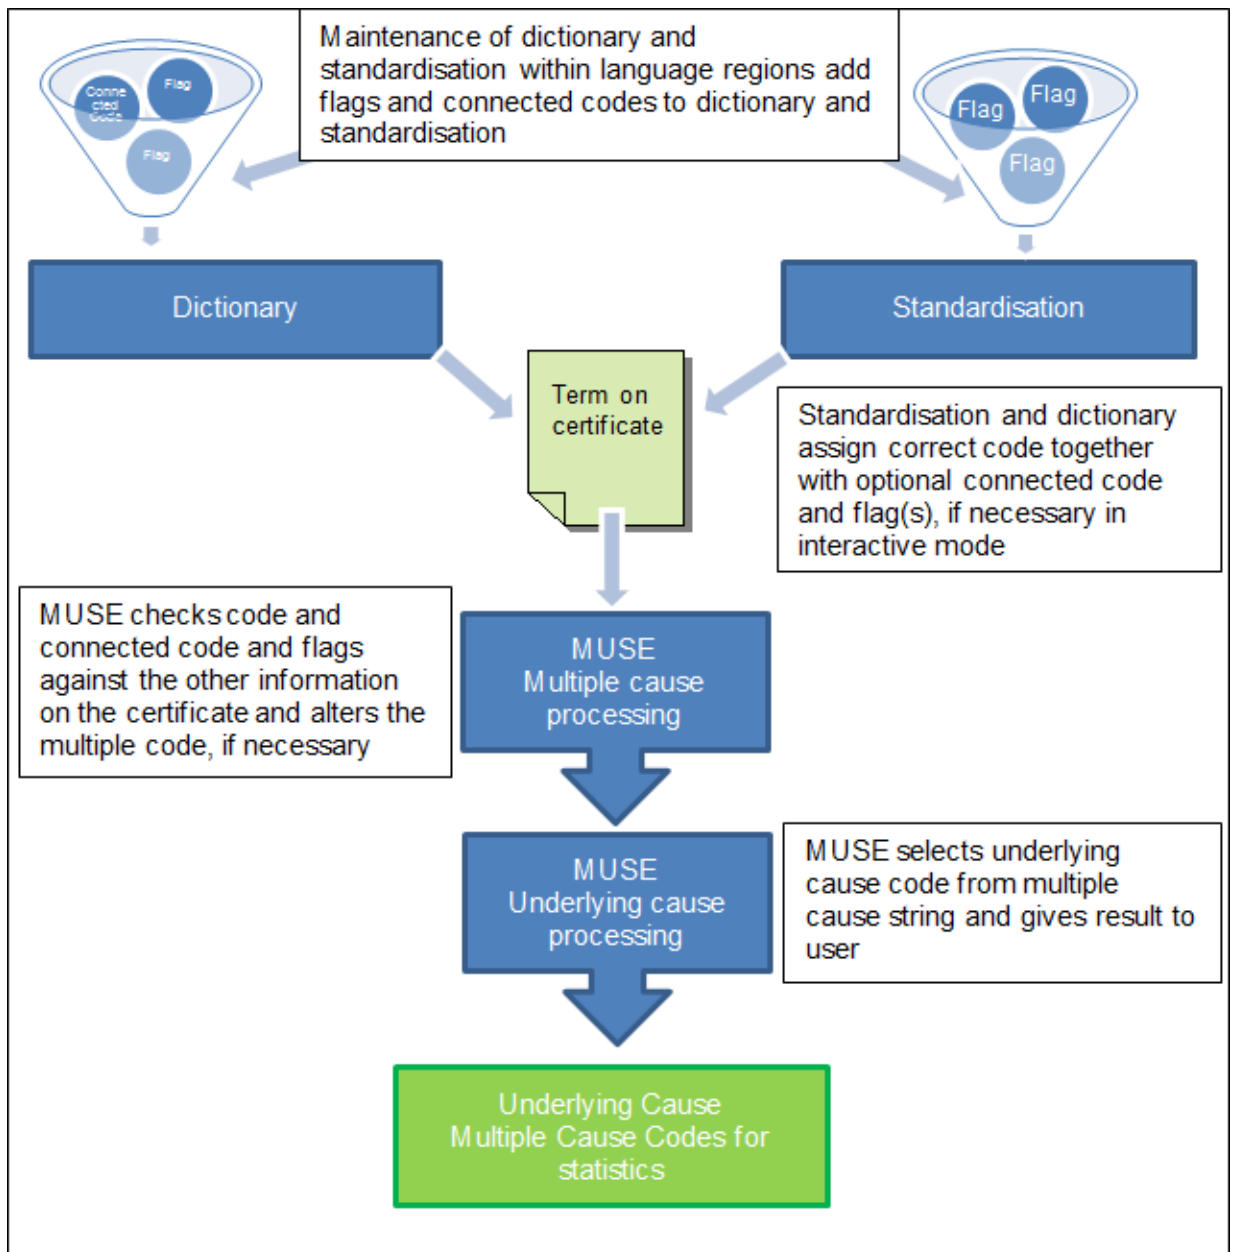 Maintenance of dictionary and
standardisation within language regions add
flags and connected codes to dictionary and
standardisation
Conne
cted
Code
Flag
Flag
Flag
Flag
Flag
Dictionary
Standardisation
Term on
certificate
Standardisation and dictionary
assign correct code together
with optional connected code
and flag(s), if necessary in
interactive mode
MUSE checks code and
connected code and flags
against the other information
on the certificate and alters the
multiple code, if necessary
MUSE
Multiple cause
processing
MUSE
Underlying cause
processing
MUSE selects underlying
cause code from multiple
cause string and gives result to
user
Underlying Cause
Multiple Cause Codes for
statistics